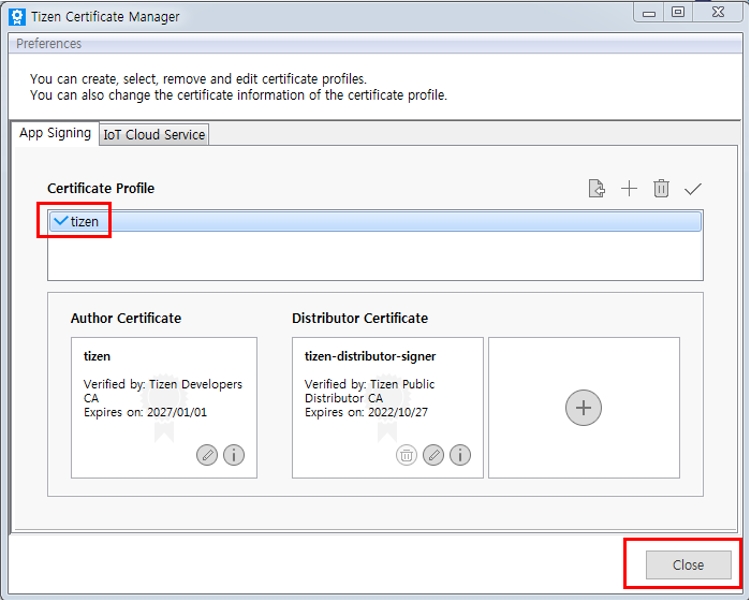 Tizen Certificate Manager
Preferences
You can create, select, remove and edit certificate profiles.
You can also change the certificate information of the certificate profile.
App Signing
IoT Cloud Service
Certificate Profile
tizen
Author Certificate
Distributor Certificate
tizen
Verified by: Tizen Developers
CA
Expires on: 2027/01/01
tizen-distributor-signer
Verified by: Tizen Public
Distributor CA
Expires on: 2022/10/27
Close